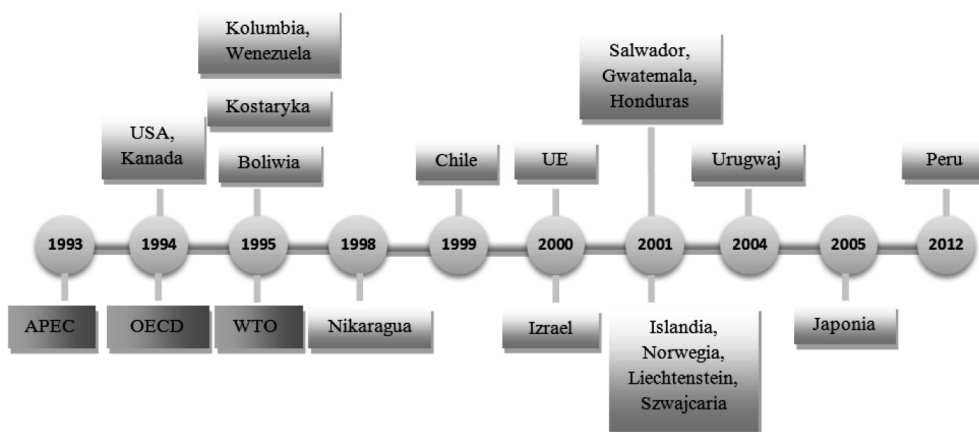 Kolumbia,
Wenezuela
Kostaryka
USA,
Kanada
Boliwia
Chile
UE
Salwador,
Gwatemala,
Honduras
Urugwaj
Peru
1993
1994
1995
1998
1999
2000
2001
2004
2005
2012
APEC
OECD
WTO
Nikaragua
Izrael
Islandia,
Norwegia,
Liechtenstein,
Szwajcaria
Japonia